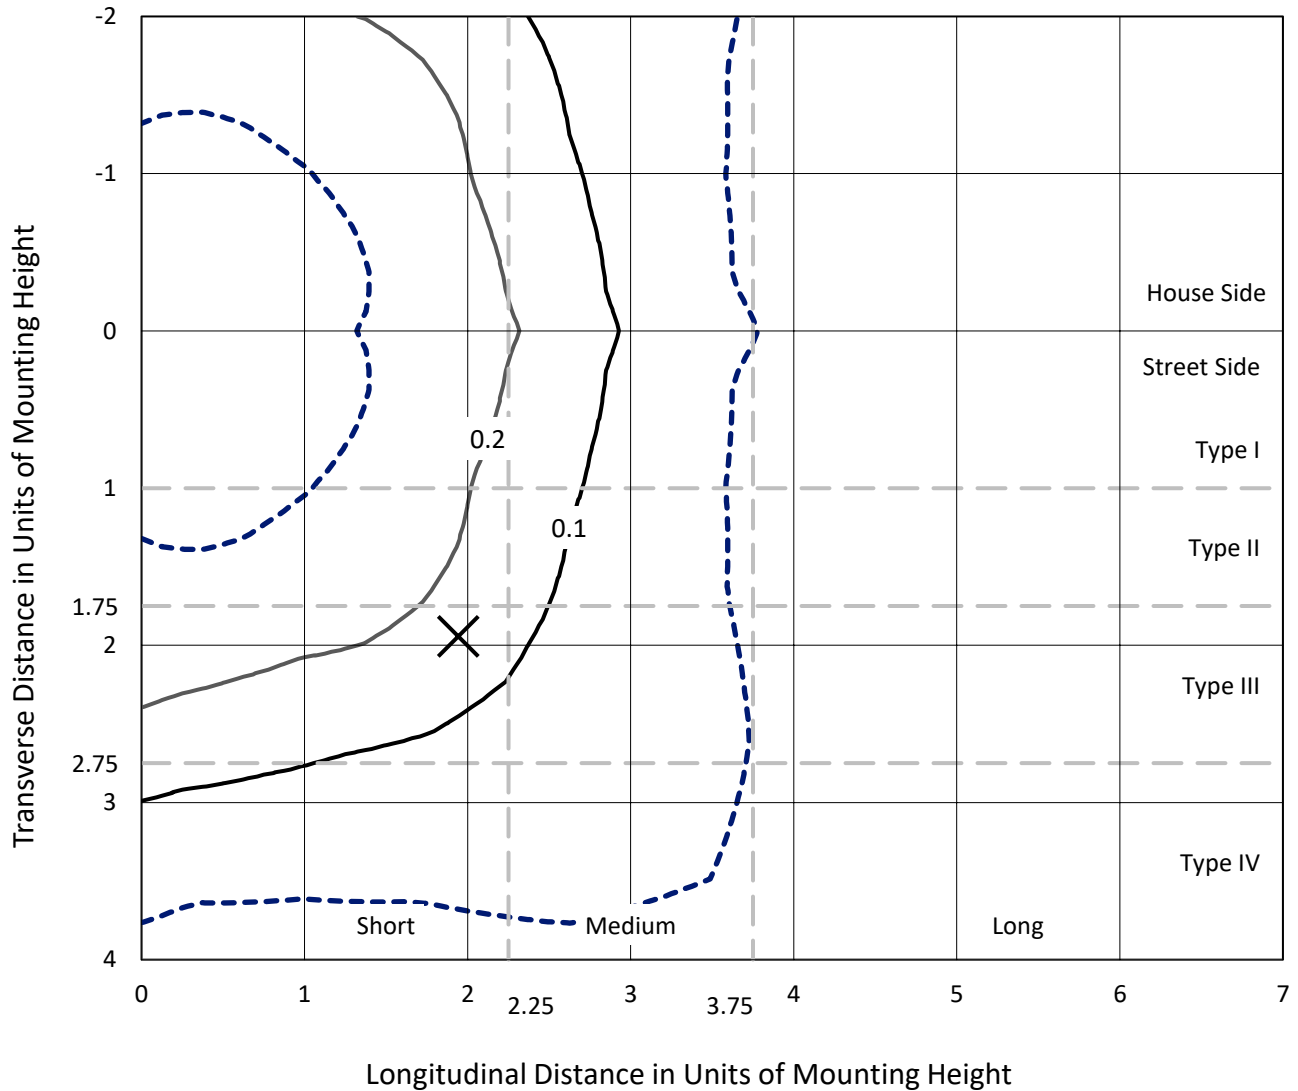 -2
-1
House Side
0
Street Side
0.2
Type I
1
0.1
Type II
1.75
2
Type III
2.75
3
Type IV
Short
Medium
Long
4
0
1
2
2.25
3
3.75
4
5
6
7
Transverse Distance in Units of Mounting Height
Longitudinal Distance in Units of Mounting Height